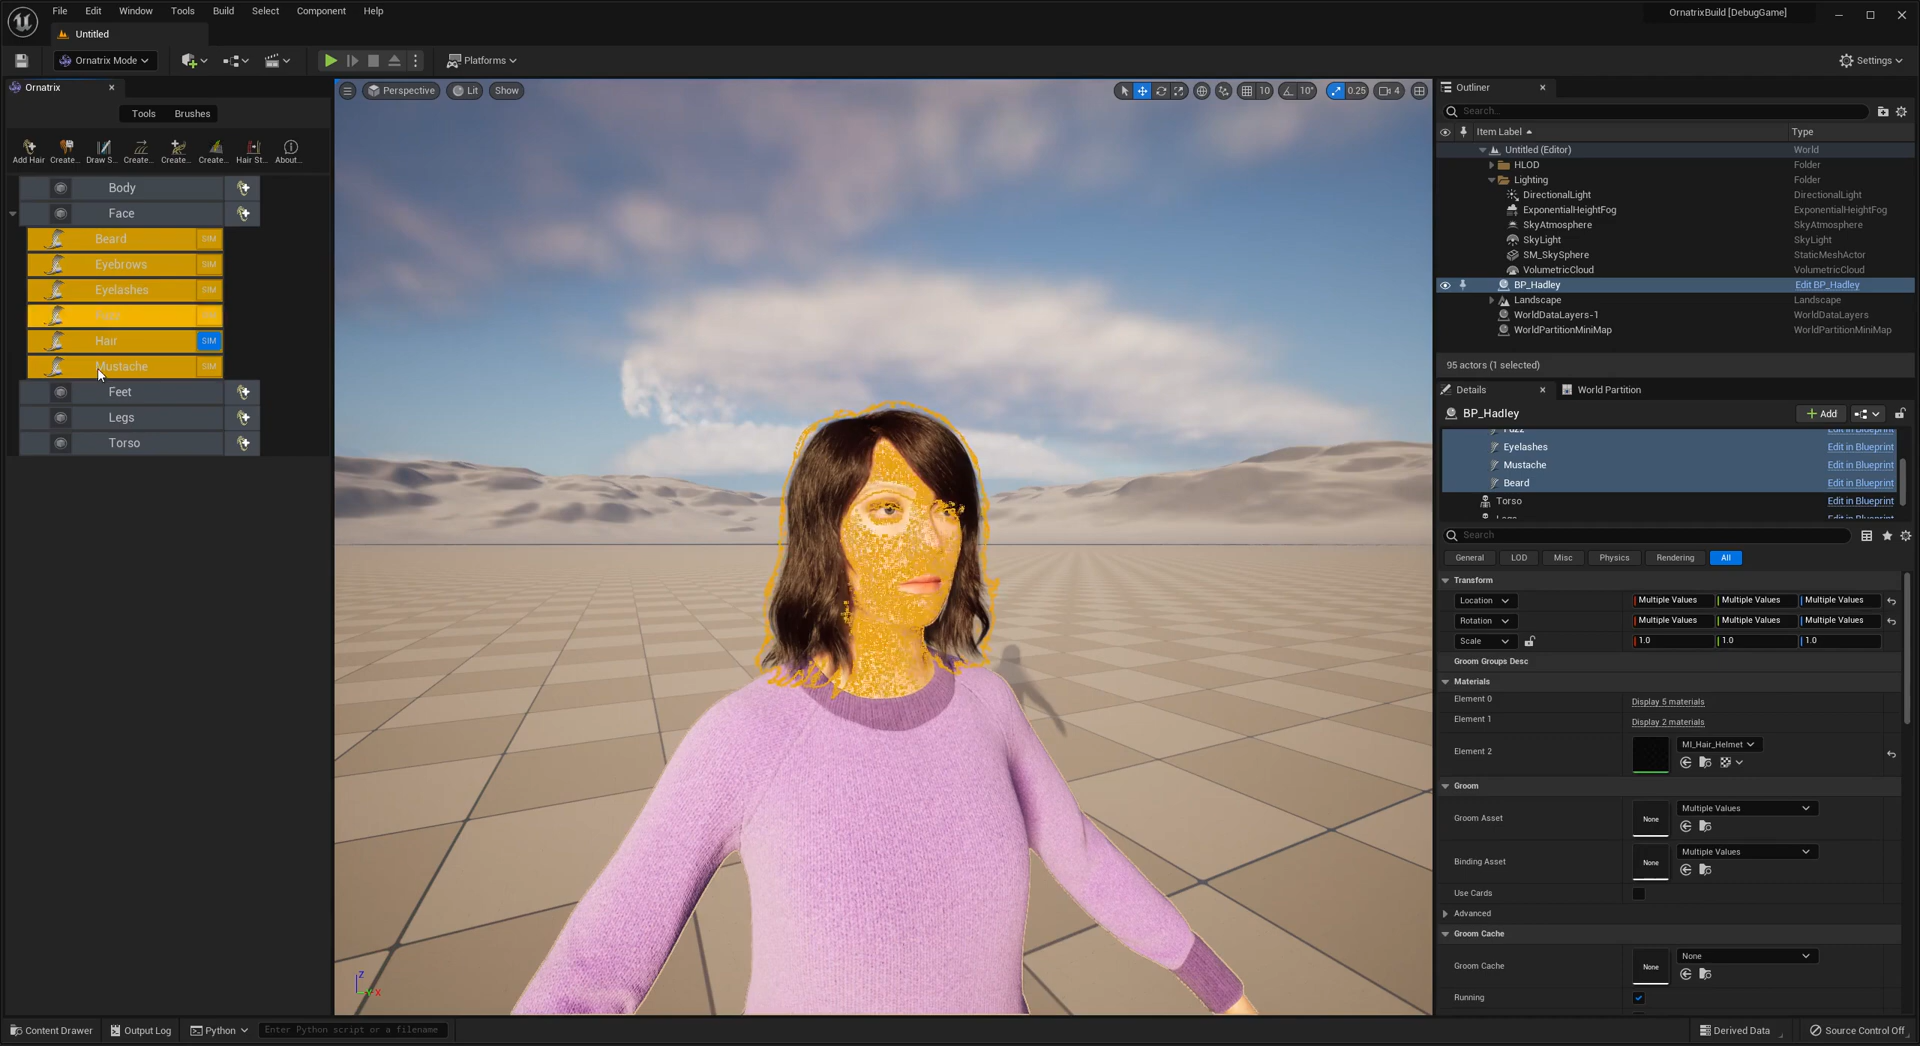 File Edit Window Tools Build Select Component Help
OrnatrixBuild [DebugGame]
Untitled
Ornatrix Mode
Platforms
Settings
Ornatrix
Tools Brushes
Add Hair Create... Draw S... Create... Create... Create... Hair St... About...
Body
Face
Beard SIM
Eyebrows SIM
Eyelashes SIM
Hair SIM
Mustache SIM
Feet
Legs
Torso
Perspective Lit Show
10 10° 0.25 4
Z
X
Outliner
Search...
Item Label Type
Untitled (Editor) World
HLOD Folder
Lighting Folder
DirectionalLight DirectionalLight
ExponentialHeightFog ExponentialHeightFog
SkyAtmosphere SkyAtmosphere
SkyLight SkyLight
SM_SkySphere StaticMeshActor
VolumetricCloud VolumetricCloud
BP_Hadley Edit BP_Hadley
Landscape Landscape
WorldDataLayers-1 WorldDataLayers
WorldPartitionMiniMap WorldPartitionMiniMap
95 actors (1 selected)
Details World Partition
BP_Hadley Add
Eyelashes Edit in Blueprint
Mustache Edit in Blueprint
Beard Edit in Blueprint
Torso Edit in Blueprint
Search
General LOD Misc Physics Rendering All
Transform
Location Multiple Values Multiple Values Multiple Values
Rotation Multiple Values Multiple Values Multiple Values
Scale 1.0 1.0 1.0
Groom Groups Desc
Materials
Element 0 Display 5 materials
Element 1 Display 2 materials
Element 2 MI_Hair_Helmet
Groom
Groom Asset None Multiple Values
Binding Asset None Multiple Values
Use Cards
Advanced
Groom Cache
Groom Cache None None
Running
Content Drawer Output Log Python Enter Python script or a filename
Derived Data Source Control Off